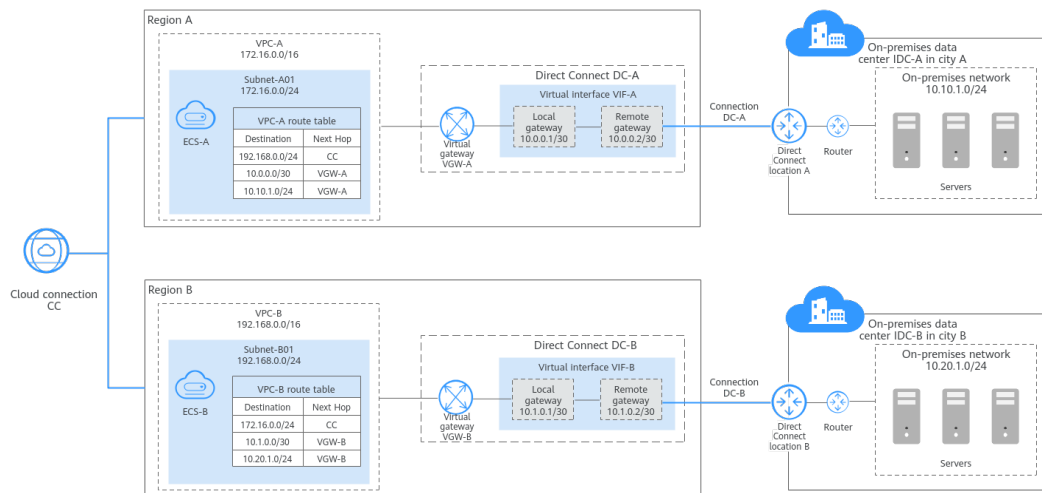 Region A
VPC-A
172.16.0.0/16
Subnet-A01
172.16.0.0/24
ECS-A
VPC-A route table
Destination Next Hop
192.168.0.0/24 CC
10.0.0.0/30 VGW-A
10.10.1.0/24 VGW-A
Virtual
gateway
VGW-A
Direct Connect DC-A
Virtual interface VIF-A
Local
gateway
10.0.0.1/30
Remote
gateway
10.0.0.2/30
Connection
DC-A
Direct
Connect
location A
Router
On-premises data
center IDC-A in city A
On-premises network
10.10.1.0/24
Servers
Cloud connection
CC
Region B
VPC-B
192.168.0.0/16
Subnet-B01
192.168.0.0/24
ECS-B
VPC-B route table
Destination Next Hop
172.16.0.0/24 CC
10.1.0.0/30 VGW-B
10.20.1.0/24 VGW-B
Virtual
gateway
VGW-B
Direct Connect DC-B
Virtual interface VIF-B
Local
gateway
10.1.0.1/30
Remote
gateway
10.1.0.2/30
Connection
DC-B
Direct
Connect
location B
Router
On-premises data
center IDC-B in city B
On-premises network
10.20.1.0/24
Servers